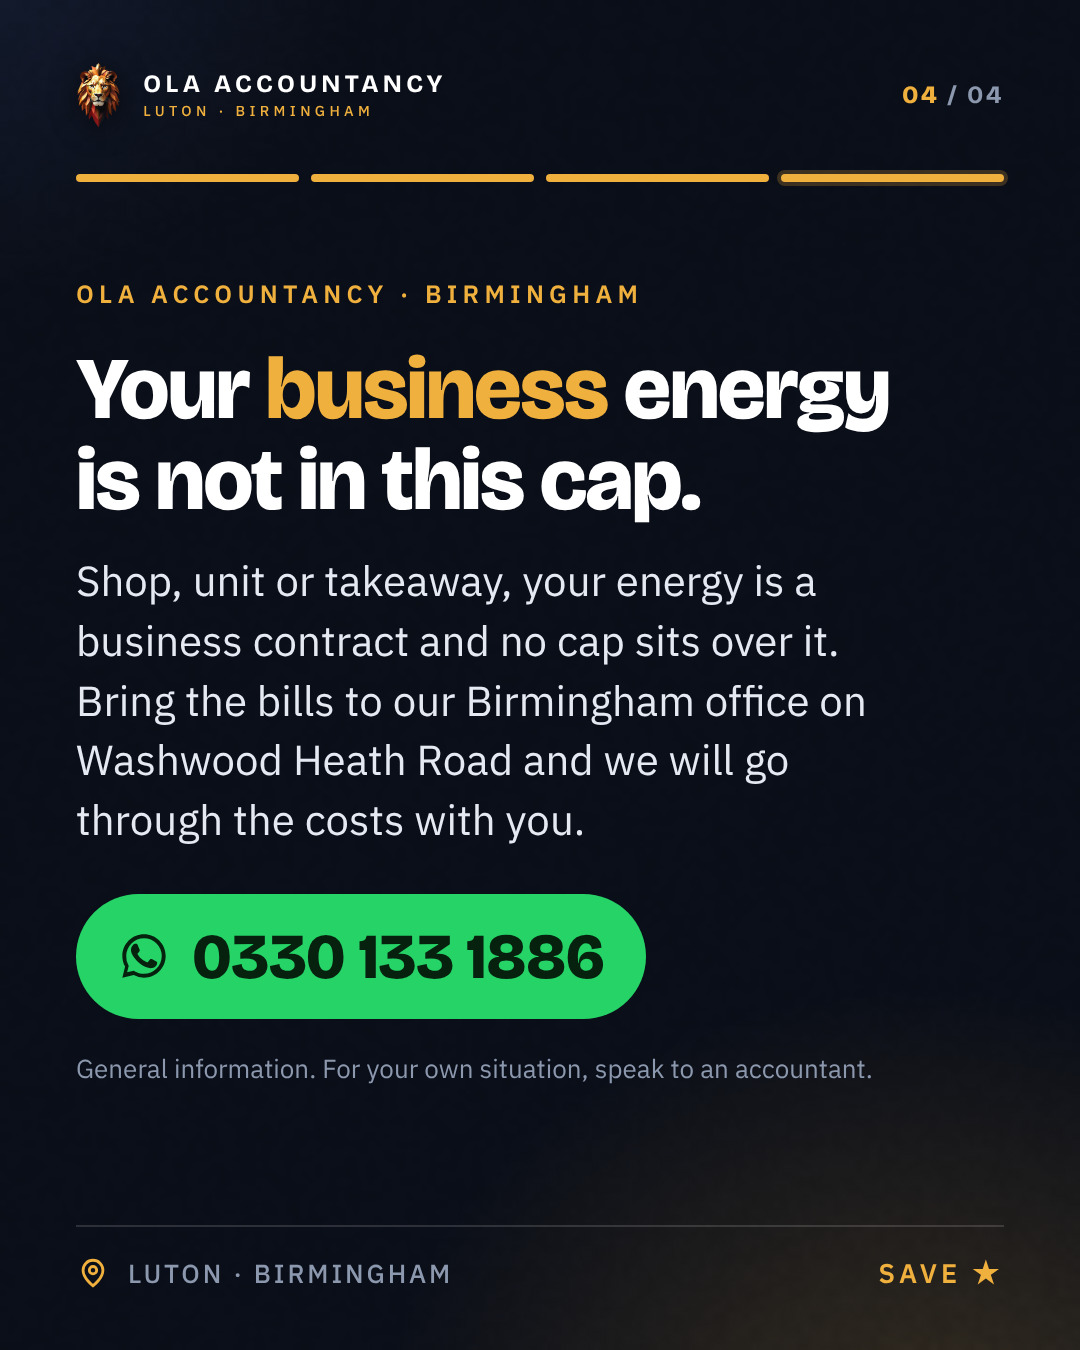 OLA ACCOUNTANCY
LUTON · BIRMINGHAM
04 / 04
OLA ACCOUNTANCY · BIRMINGHAM
Your business energy
is not in this cap.
Shop, unit or takeaway, your energy is a
business contract and no cap sits over it.
Bring the bills to our Birmingham office on
Washwood Heath Road and we will go
through the costs with you.
0330 133 1886
General information. For your own situation, speak to an accountant.
LUTON · BIRMINGHAM
SAVE ★